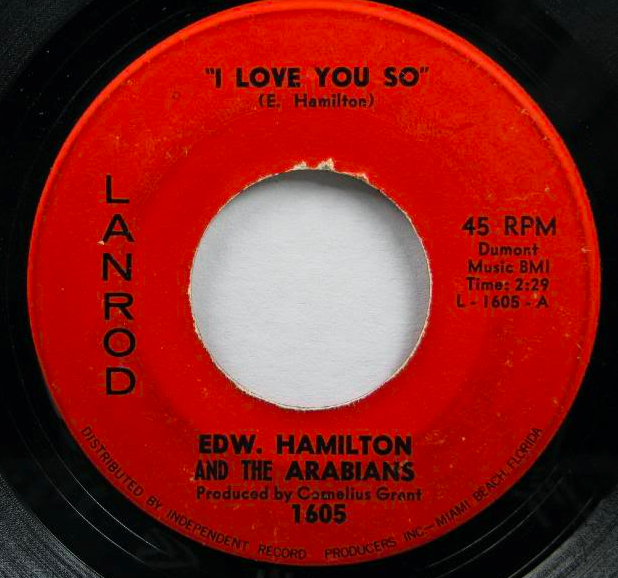 "I LOVE YOU SO"
(E. Hamilton)
LANROD
45 RPM
Dumont
Music BMI
Time: 2:29
L - 1605 - A
EDW. HAMILTON
AND THE ARABIANS
Produced by Cornelius Grant
1605
DISTRIBUTED BY INDEPENDENT RECORD PRODUCERS INC—MIAMI BEACH, FLORIDA